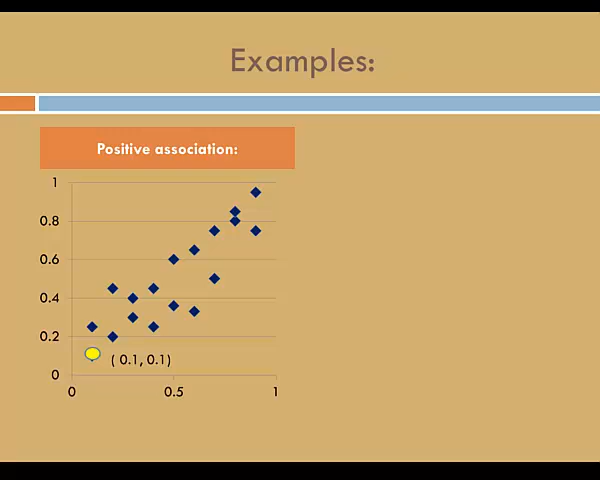 Examples:
Positive association:
1
0.8
0.6
0.4
0.2
( 0.1, 0.1)
0
0 0.5 1